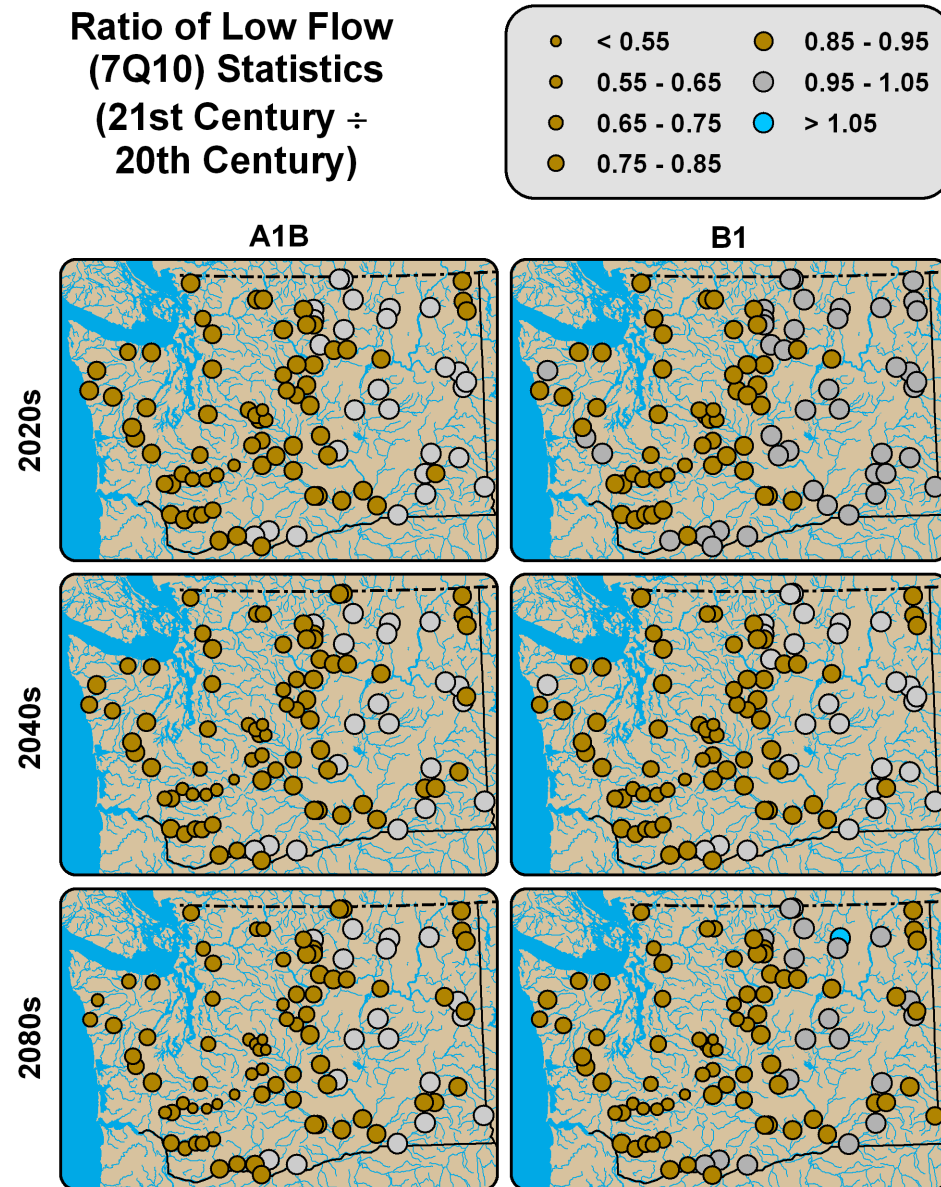 Ratio of Low Flow
(7Q10) Statistics
(21st Century ÷
20th Century)
< 0.55
0.55 - 0.65
0.65 - 0.75
0.75 - 0.85
0.85 - 0.95
0.95 - 1.05
> 1.05
A1B
B1
2020s
2040s
2080s